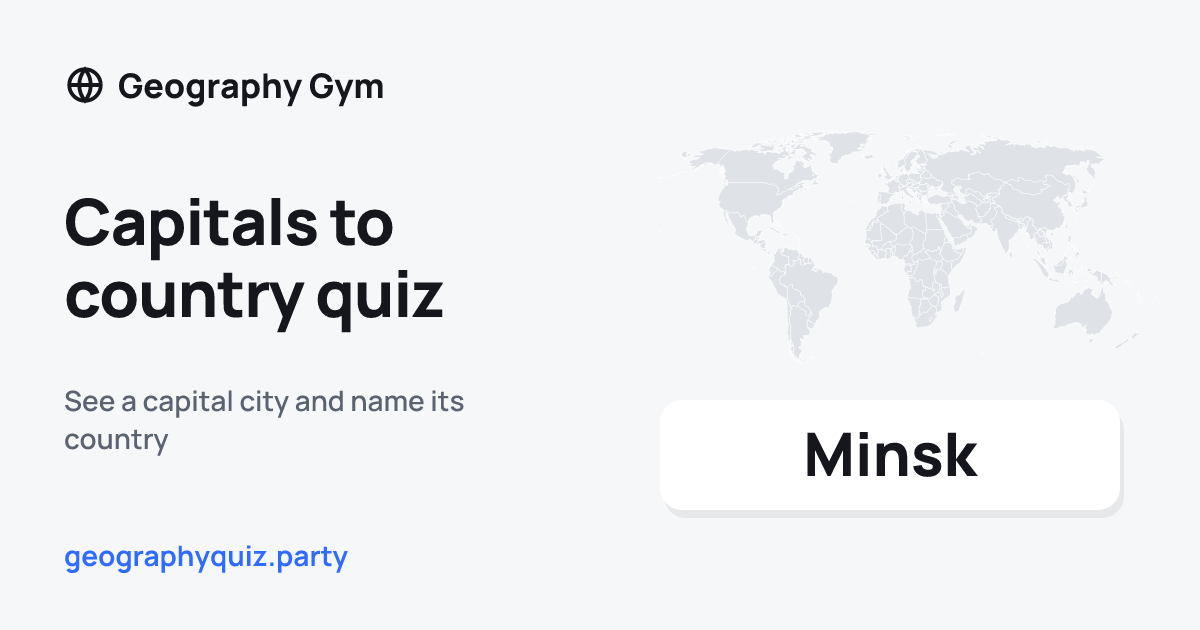 Geography Gym
Capitals to
country quiz
See a capital city and name its
country
geographyquiz.party
Minsk